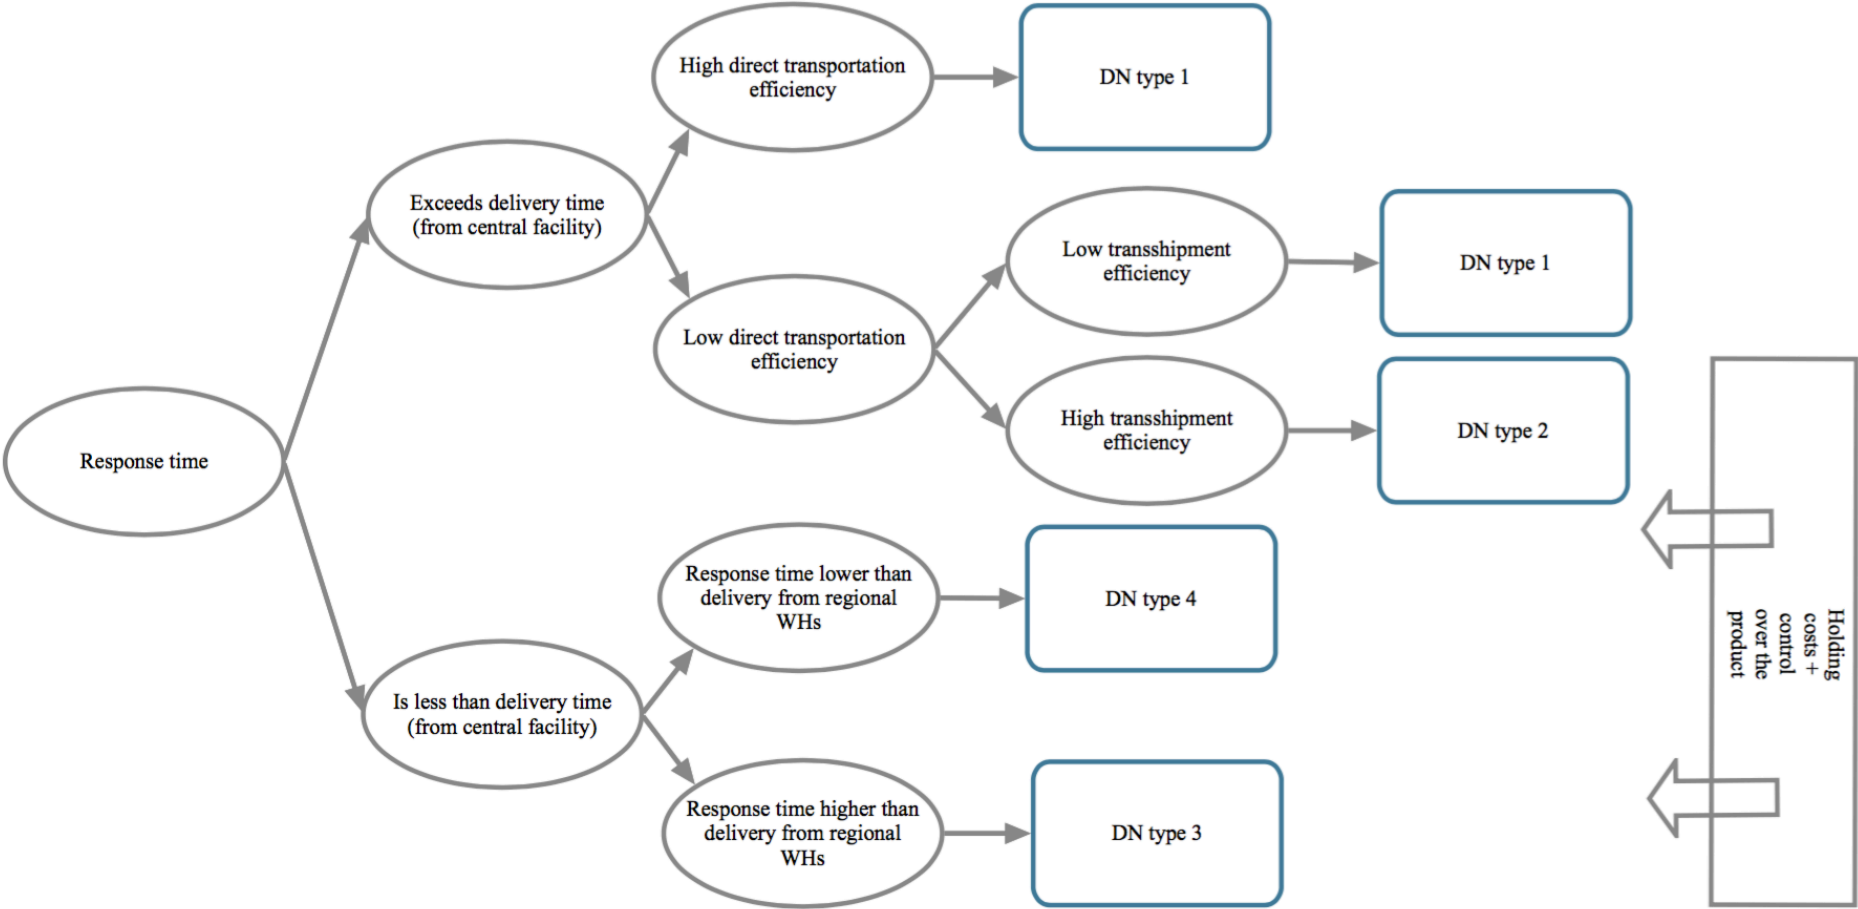 High direct transportation
efficiency
DN type 1
Exceeds delivery time
(from central facility)
Low transshipment
efficiency
DN type 1
Low direct transportation
efficiency
High transshipment
efficiency
DN type 2
Response time
Response time lower than
delivery from regional
WHs
DN type 4
Is less than delivery time
(from central facility)
Response time higher than
delivery from regional
WHs
DN type 3
Holding
costs +
control
over the
product